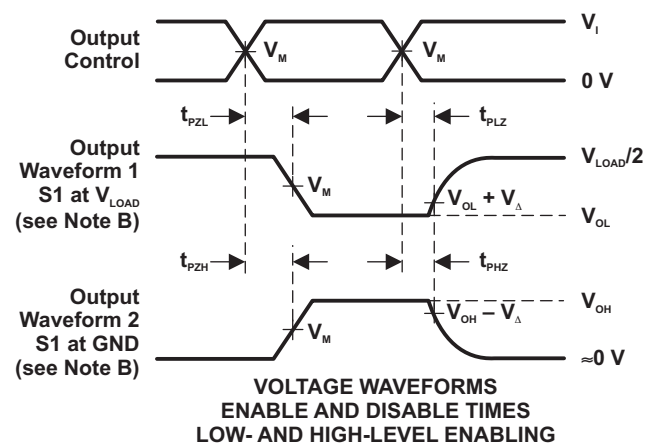 Output
Control
V_M
V_M
V_I
0 V
t_PZL
t_PLZ
Output
Waveform 1
S1 at V_LOAD
(see Note B)
V_M
V_OL + V_Δ
V_LOAD/2
V_OL
t_PZH
t_PHZ
Output
Waveform 2
S1 at GND
(see Note B)
V_M
V_OH − V_Δ
V_OH
≈0 V
VOLTAGE WAVEFORMS
ENABLE AND DISABLE TIMES
LOW- AND HIGH-LEVEL ENABLING